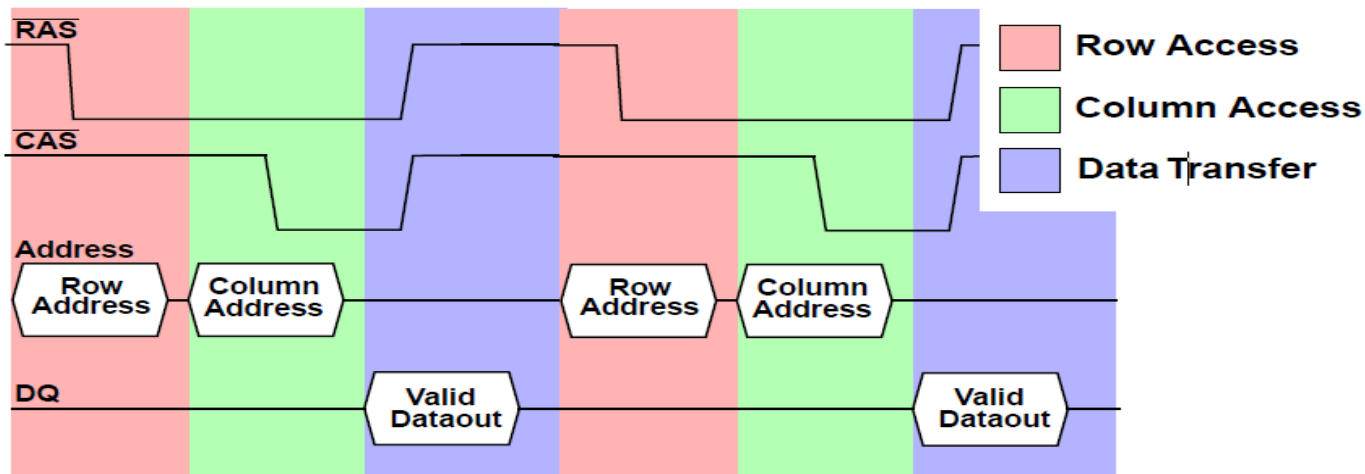 RAS
CAS
Address
Row
Address
Column
Address
Row
Address
Column
Address
DQ
Valid
Dataout
Valid
Dataout
Row Access
Column Access
Data Transfer